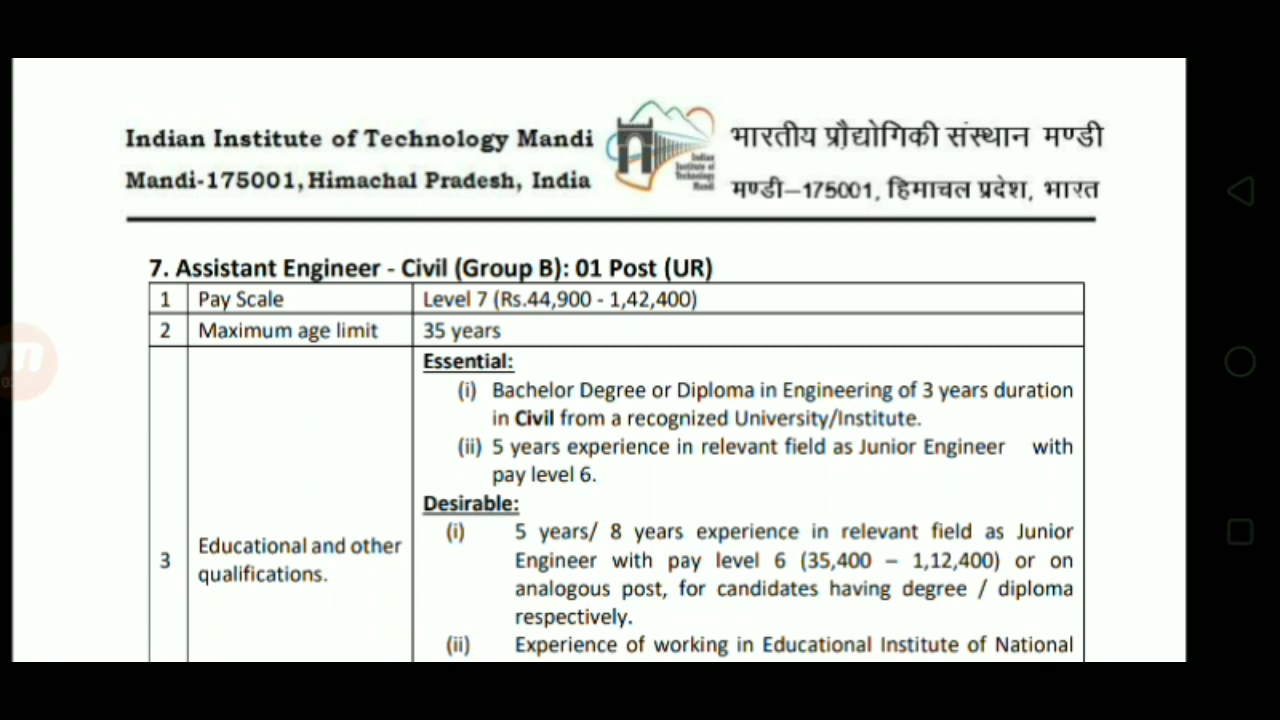 Indian Institute of Technology Mandi
Mandi-175001, Himachal Pradesh, India
Indian
Institute of
Technology
Mandi
भारतीय प्रौद्योगिकी संस्थान मण्डी
मण्डी–175001, हिमाचल प्रदेश, भारत
7. Assistant Engineer - Civil (Group B): 01 Post (UR)
1 Pay Scale Level 7 (Rs.44,900 - 1,42,400)
2 Maximum age limit 35 years
3 Educational and other
qualifications.
Essential:
(i) Bachelor Degree or Diploma in Engineering of 3 years duration
in Civil from a recognized University/Institute.
(ii) 5 years experience in relevant field as Junior Engineer with
pay level 6.
Desirable:
(i) 5 years/ 8 years experience in relevant field as Junior
Engineer with pay level 6 (35,400 – 1,12,400) or on
analogous post, for candidates having degree / diploma
respectively.
(ii) Experience of working in Educational Institute of National